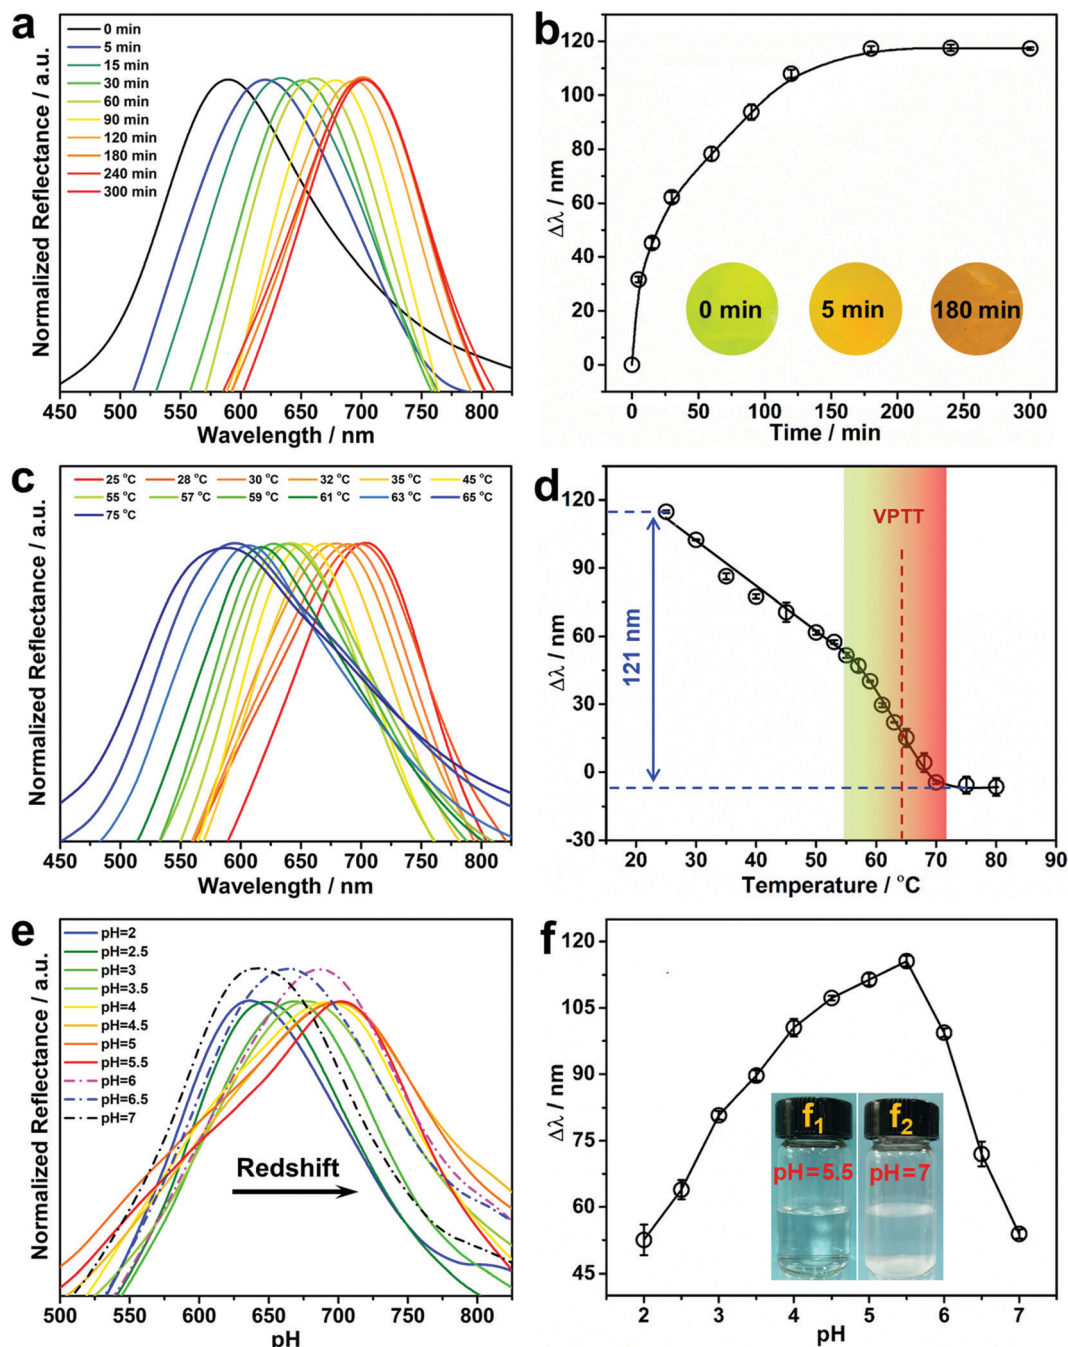 a
0 min
5 min
15 min
30 min
60 min
90 min
120 min
180 min
240 min
300 min
Normalized Reflectance / a.u.
450 500 550 600 650 700 750 800
Wavelength / nm
b
120
100
80
60
40
20
0
Δλ / nm
0 min 5 min 180 min
0 50 100 150 200 250 300
Time / min
c
25 °C 28 °C 30 °C 32 °C 35 °C 45 °C
55 °C 57 °C 59 °C 61 °C 63 °C 65 °C
75 °C
Normalized Reflectance / a.u.
450 500 550 600 650 700 750 800
Wavelength / nm
d
120
90
60
30
0
-30
Δλ / nm
VPTT
121 nm
20 30 40 50 60 70 80 90
Temperature / °C
e
pH=2
pH=2.5
pH=3
pH=3.5
pH=4
pH=4.5
pH=5
pH=5.5
pH=6
pH=6.5
pH=7
Redshift
Normalized Reflectance / a.u.
500 550 600 650 700 750 800
pH
f
120
105
90
75
60
45
Δλ / nm
f1 f2
pH=5.5 pH=7
2 3 4 5 6 7
pH